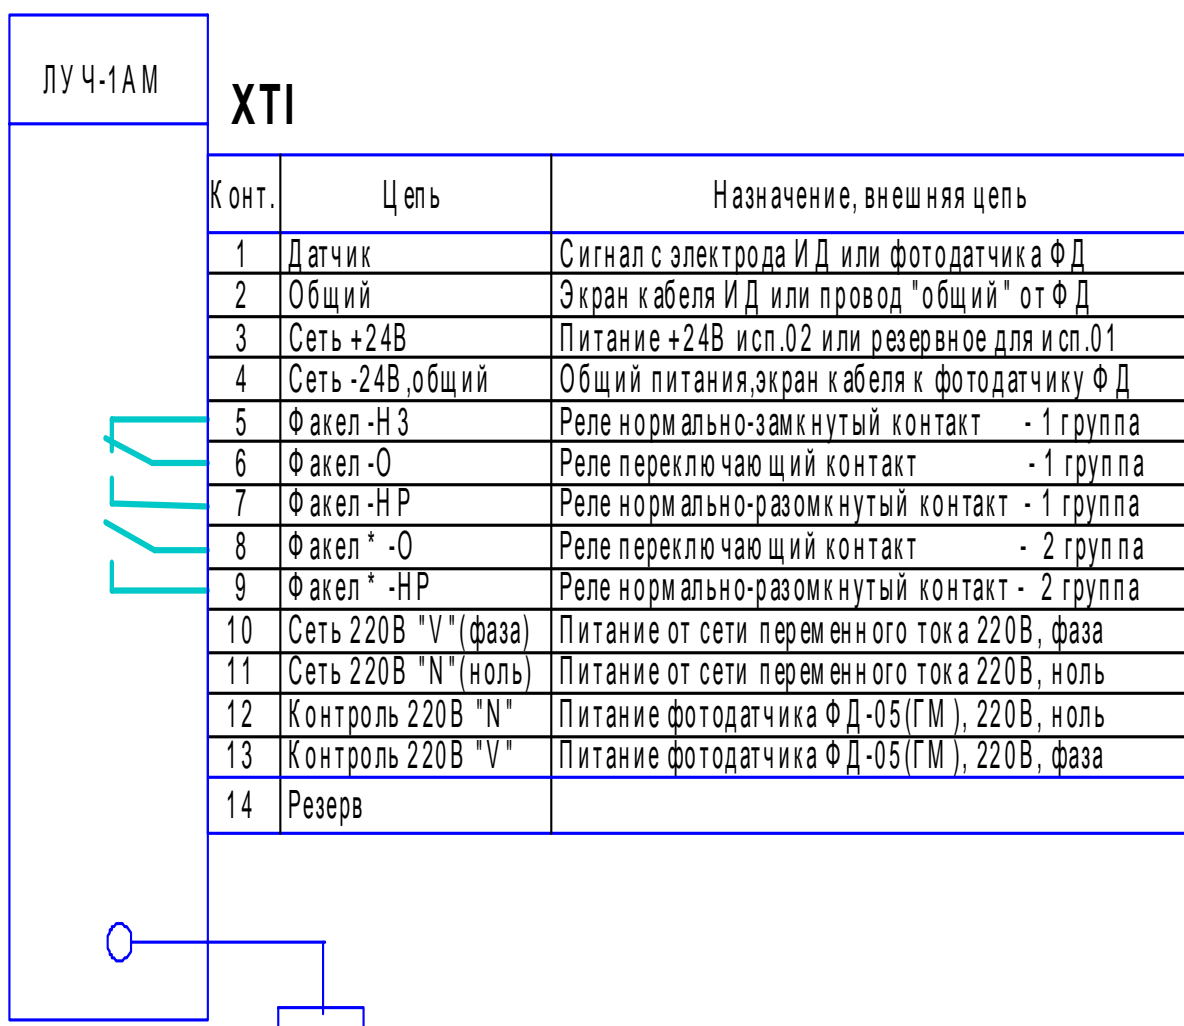 ЛУЧ-1АМ
XTI
Конт. Цепь Назначение, внешняя цепь
1 Датчик Сигнал с электрода ИД или фотодатчика ФД
2 Общий Экран кабеля ИД или провод "общий" от ФД
3 Сеть +24В Питание +24В исп.02 или резервное для исп.01
4 Сеть -24В,общий Общий питания,экран кабеля к фотодатчику ФД
5 Факел -НЗ Реле нормально-замкнутый контакт - 1 группа
6 Факел -О Реле переключающий контакт - 1 группа
7 Факел -НР Реле нормально-разомкнутый контакт - 1 группа
8 Факел * -О Реле переключающий контакт - 2 группа
9 Факел * -НР Реле нормально-разомкнутый контакт - 2 группа
10 Сеть 220В "V"(фаза) Питание от сети переменного тока 220В, фаза
11 Сеть 220В "N"(ноль) Питание от сети переменного тока 220В, ноль
12 Контроль 220В "N" Питание фотодатчика ФД-05(ГМ), 220В, ноль
13 Контроль 220В "V" Питание фотодатчика ФД-05(ГМ), 220В, фаза
14 Резерв